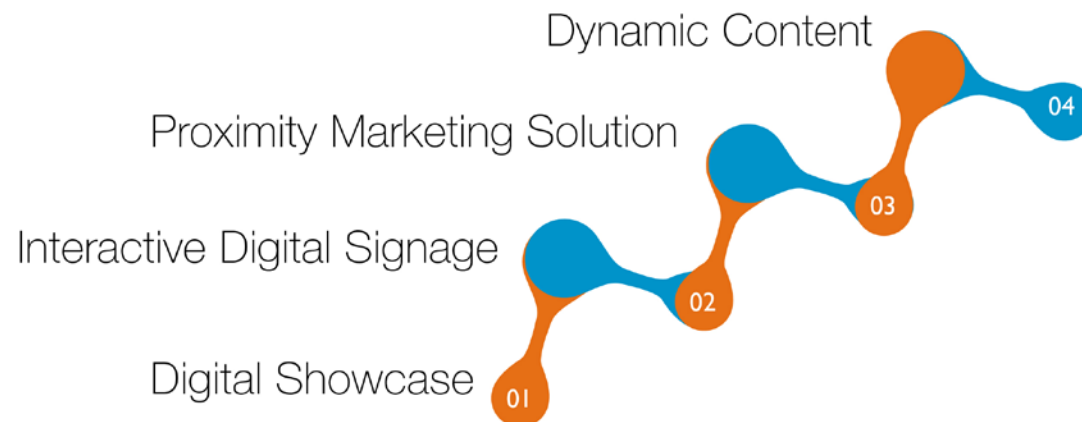 Dynamic Content
04
Proximity Marketing Solution
03
Interactive Digital Signage
02
Digital Showcase
01